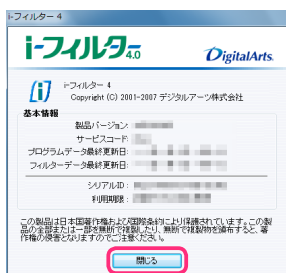 i-フィルター 4
i-フィルター 4.0
DigitalArts.
i-フィルター 4
Copyright (C) 2001-2007 デジタルアーツ株式会社
基本情報
製品バージョン:
サービスコード:
プログラムデータ最終更新日:
フィルターデータ最終更新日:
シリアルID:
利用期限:
この製品は日本国著作権および国際条約により保護されています。この製
品の全部または一部を無断で複製したり、無断で複製物を頒布すると、著
作権の侵害となりますのでご注意ください。
閉じる